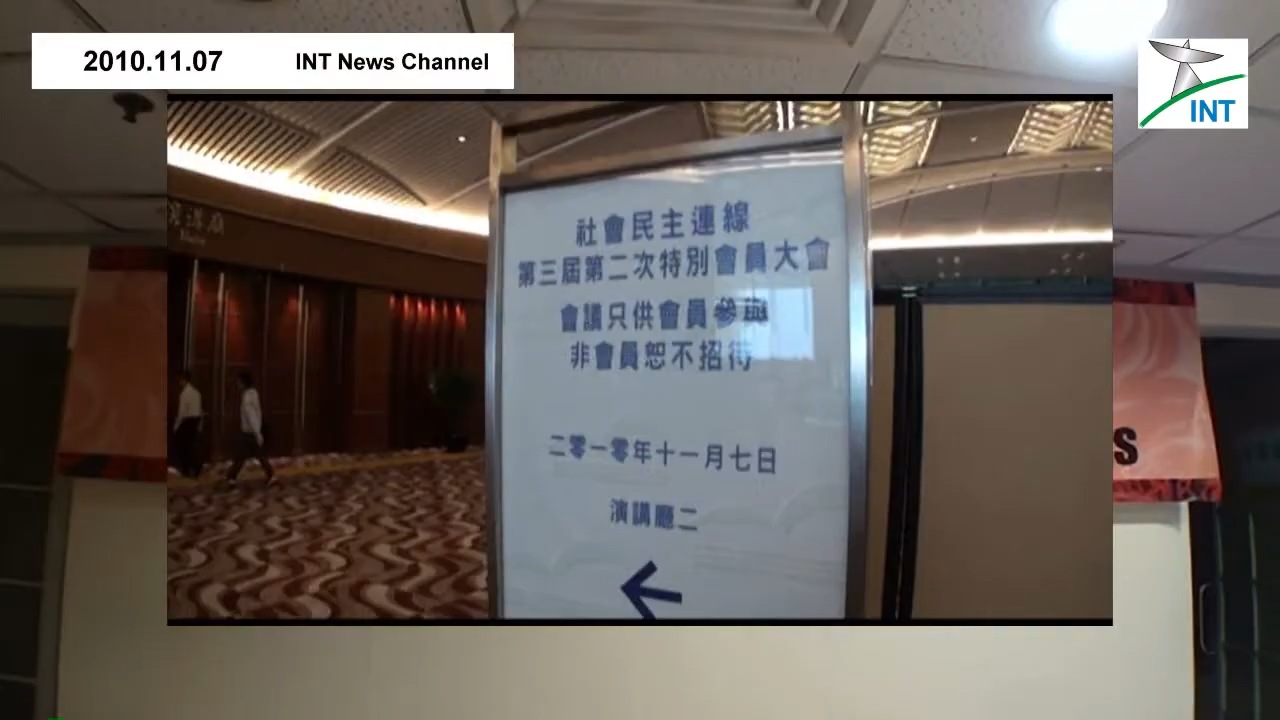 2010.11.07 INT News Channel
INT
社會民主連線
第三屆第二次特別會員大會
會議只供會員參與
非會員恕不招待
二零一零年十一月七日
演講廳二
S